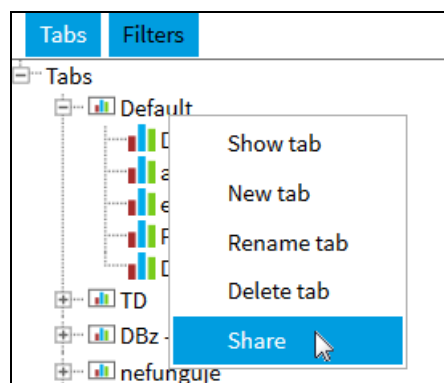 Tabs Filters
Tabs
Default
Show tab
New tab
Rename tab
Delete tab
TD
DBz -
Share
nefunguje